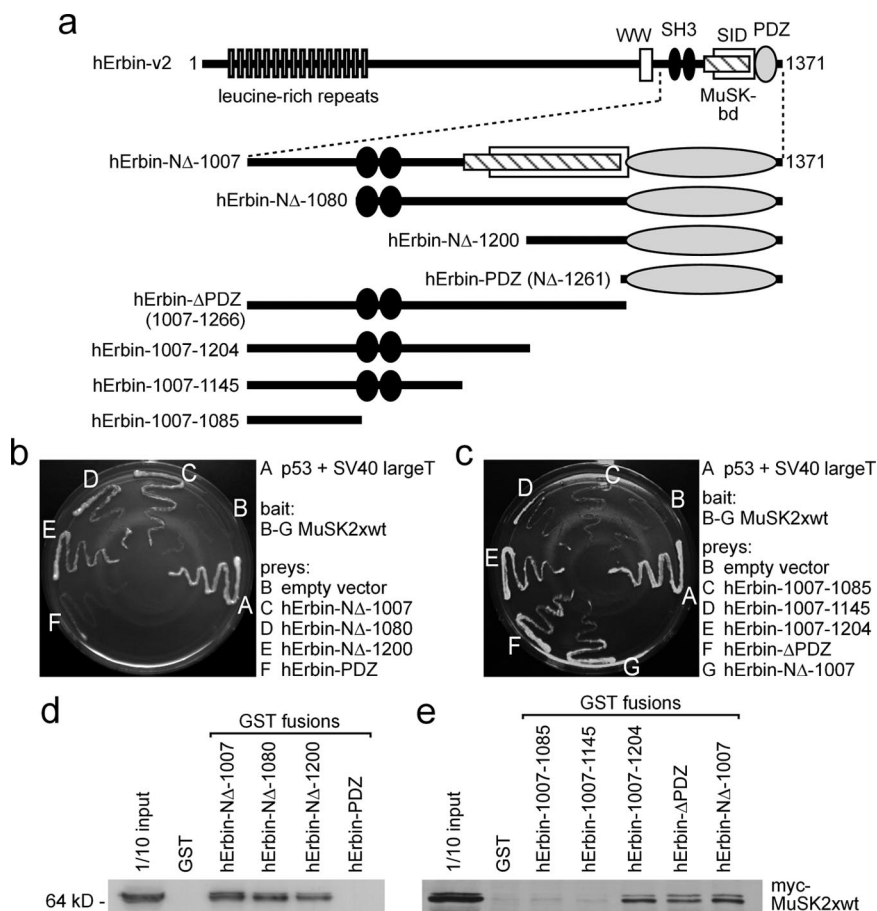 a
WW SH3 SID PDZ
hErbin-v2 1 1371
leucine-rich repeats
MuSK-
bd
hErbin-NΔ-1007 1371
hErbin-NΔ-1080
hErbin-NΔ-1200
hErbin-PDZ (NΔ-1261)
hErbin-ΔPDZ
(1007-1266)
hErbin-1007-1204
hErbin-1007-1145
hErbin-1007-1085
b
A
B
C
D
E
F
A p53 + SV40 largeT
bait:
B-G MuSK2xwt
preys:
B empty vector
C hErbin-NΔ-1007
D hErbin-NΔ-1080
E hErbin-NΔ-1200
F hErbin-PDZ
c
A
B
C
D
E
F
G
A p53 + SV40 largeT
bait:
B-G MuSK2xwt
preys:
B empty vector
C hErbin-1007-1085
D hErbin-1007-1145
E hErbin-1007-1204
F hErbin-ΔPDZ
G hErbin-NΔ-1007
d
GST fusions
1/10 input
GST
hErbin-NΔ-1007
hErbin-NΔ-1080
hErbin-NΔ-1200
hErbin-PDZ
64 kD -
e
GST fusions
1/10 input
GST
hErbin-1007-1085
hErbin-1007-1145
hErbin-1007-1204
hErbin-ΔPDZ
hErbin-NΔ-1007
myc-
MuSK2xwt